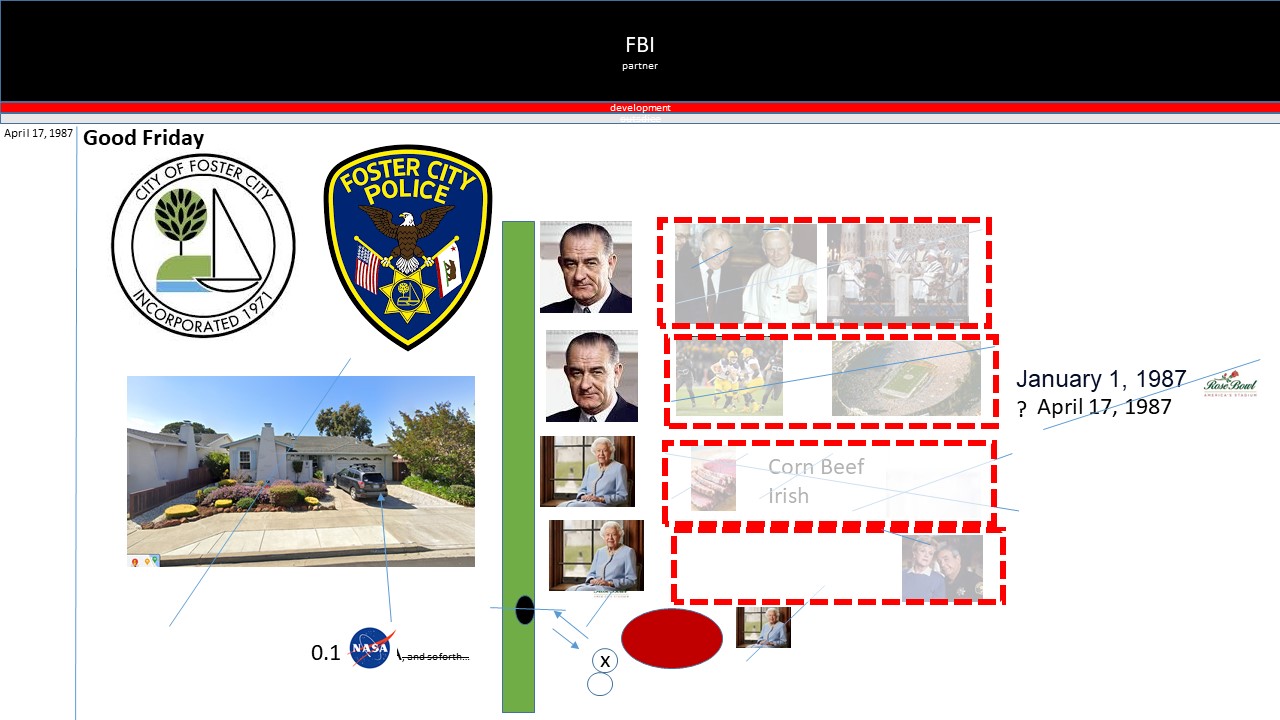 FBI
partner
development
April 17, 1987
Good Friday
CITY OF FOSTER CITY
INCORPORATED 1971
FOSTER CITY
POLICE
January 1, 1987
? April 17, 1987
Rose Bowl
AMERICA'S STADIUM
Corn Beef
Irish
0.1
NASA
, and so forth...
X